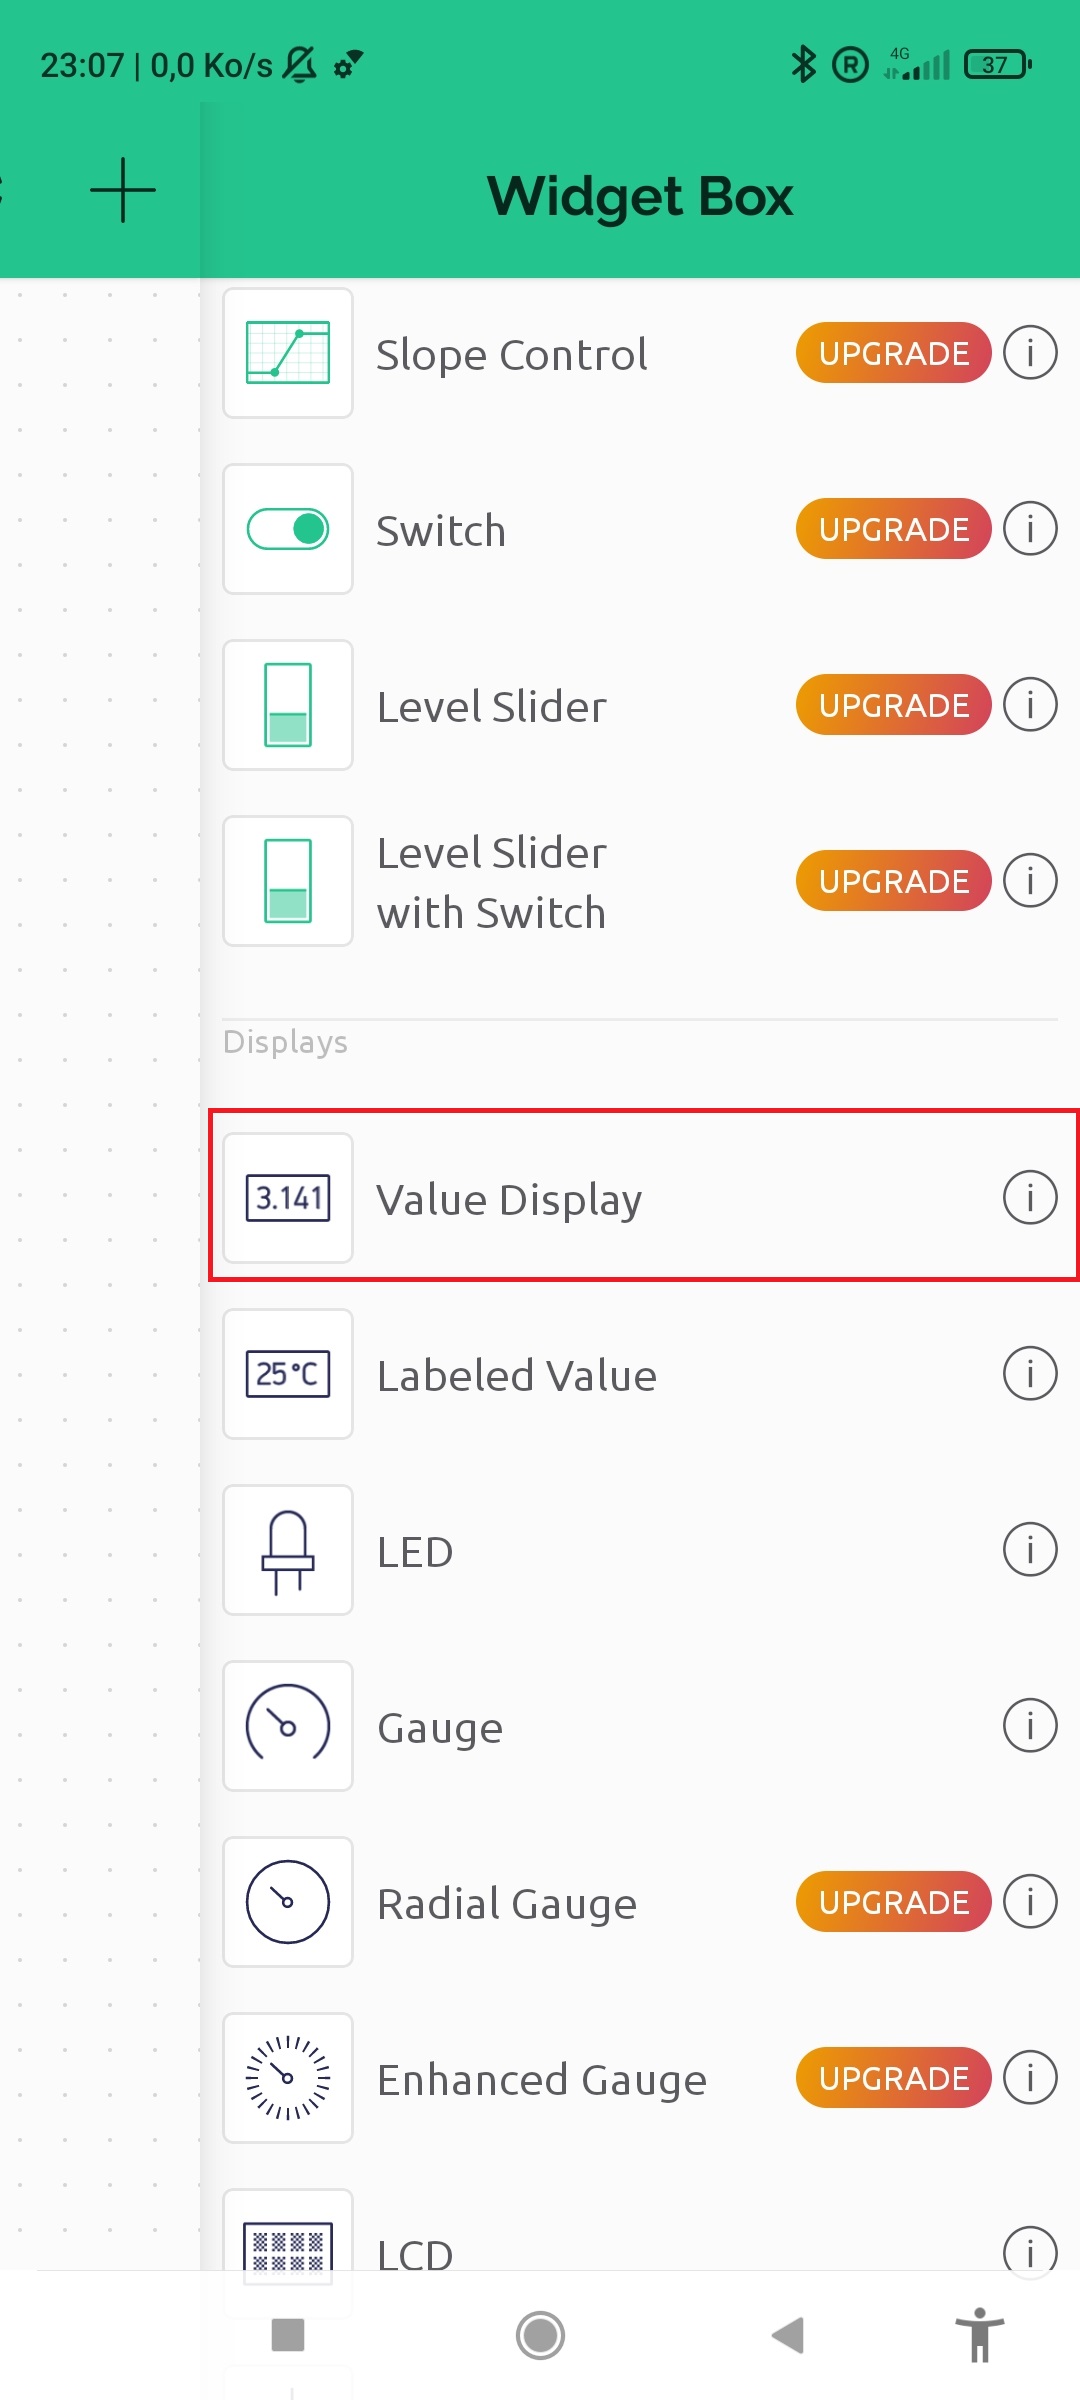 23:07 | 0,0 Ko/s
4G
R
37
Widget Box
Slope Control
UPGRADE
i
Switch
UPGRADE
i
Level Slider
UPGRADE
i
Level Slider
with Switch
UPGRADE
i
Displays
3.141
Value Display
i
25°C
Labeled Value
i
LED
i
Gauge
i
Radial Gauge
UPGRADE
i
Enhanced Gauge
UPGRADE
i
LCD
i